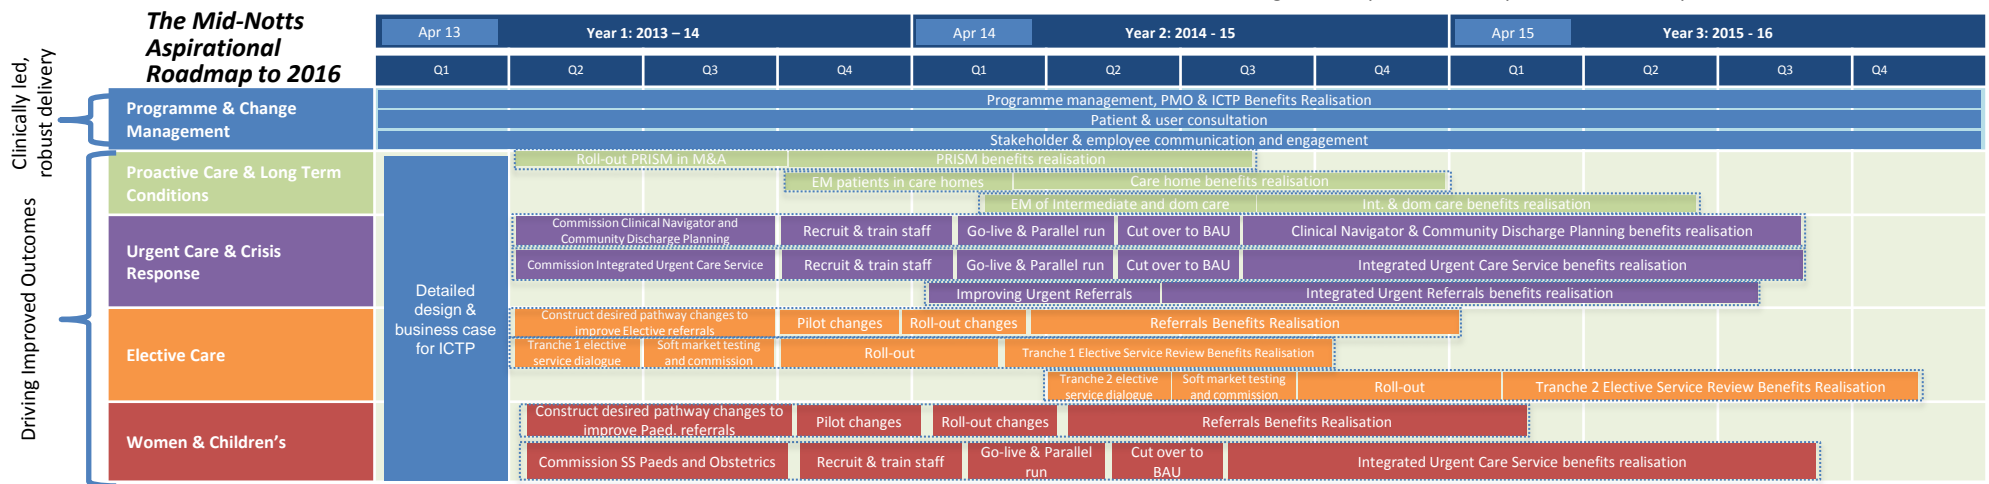 The Mid-Notts
Aspirational
Roadmap to 2016
Apr 13
Year 1: 2013 – 14
Apr 14
Year 2: 2014 - 15
Apr 15
Year 3: 2015 - 16
Q1
Q2
Q3
Q4
Q1
Q2
Q3
Q4
Q1
Q2
Q3
Q4
Clinically led,
robust delivery
Programme & Change
Management
Programme management, PMO & ICTP Benefits Realisation
Patient & user consultation
Stakeholder & employee communication and engagement
Driving Improved Outcomes
Detailed
design &
business case
for ICTP
Proactive Care & Long Term
Conditions
Roll-out PRISM in M&A
PRISM benefits realisation
EM patients in care homes
Care home benefits realisation
EM of Intermediate and dom care
Int. & dom care benefits realisation
Urgent Care & Crisis
Response
Commission Clinical Navigator and
Community Discharge Planning
Recruit & train staff
Go-live & Parallel run
Cut over to BAU
Clinical Navigator & Community Discharge Planning benefits realisation
Commission Integrated Urgent Care Service
Recruit & train staff
Go-live & Parallel run
Cut over to BAU
Integrated Urgent Care Service benefits realisation
Improving Urgent Referrals
Integrated Urgent Referrals benefits realisation
Elective Care
Construct desired pathway changes to
improve Elective referrals
Pilot changes
Roll-out changes
Referrals Benefits Realisation
Tranche 1 elective
service dialogue
Soft market testing
and commission
Roll-out
Tranche 1 Elective Service Review Benefits Realisation
Tranche 2 elective
service dialogue
Soft market testing
and commission
Roll-out
Tranche 2 Elective Service Review Benefits Realisation
Women & Children's
Construct desired pathway changes to
improve Paed. referrals
Pilot changes
Roll-out changes
Referrals Benefits Realisation
Commission SS Paeds and Obstetrics
Recruit & train staff
Go-live & Parallel
run
Cut over to
BAU
Integrated Urgent Care Service benefits realisation